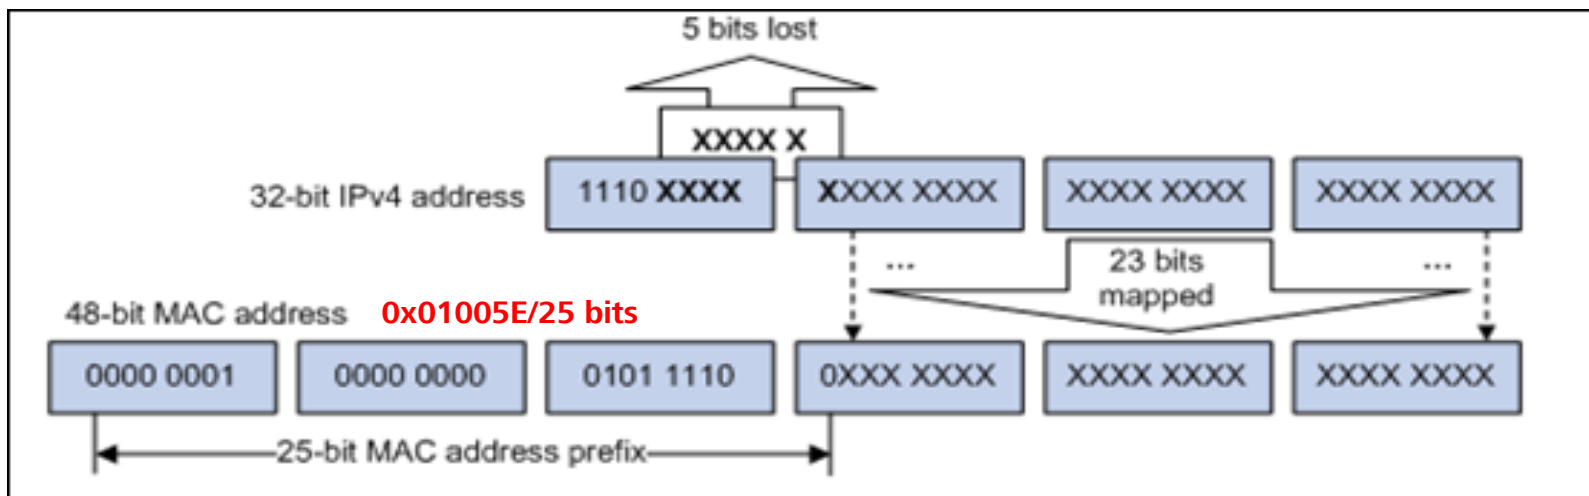 5 bits lost
XXXX X
32-bit IPv4 address 1110 XXXX XXXX XXXX XXXX XXXX XXXX XXXX
... 23 bits mapped ...
48-bit MAC address 0x01005E/25 bits
0000 0001 0000 0000 0101 1110 0XXX XXXX XXXX XXXX XXXX XXXX
25-bit MAC address prefix